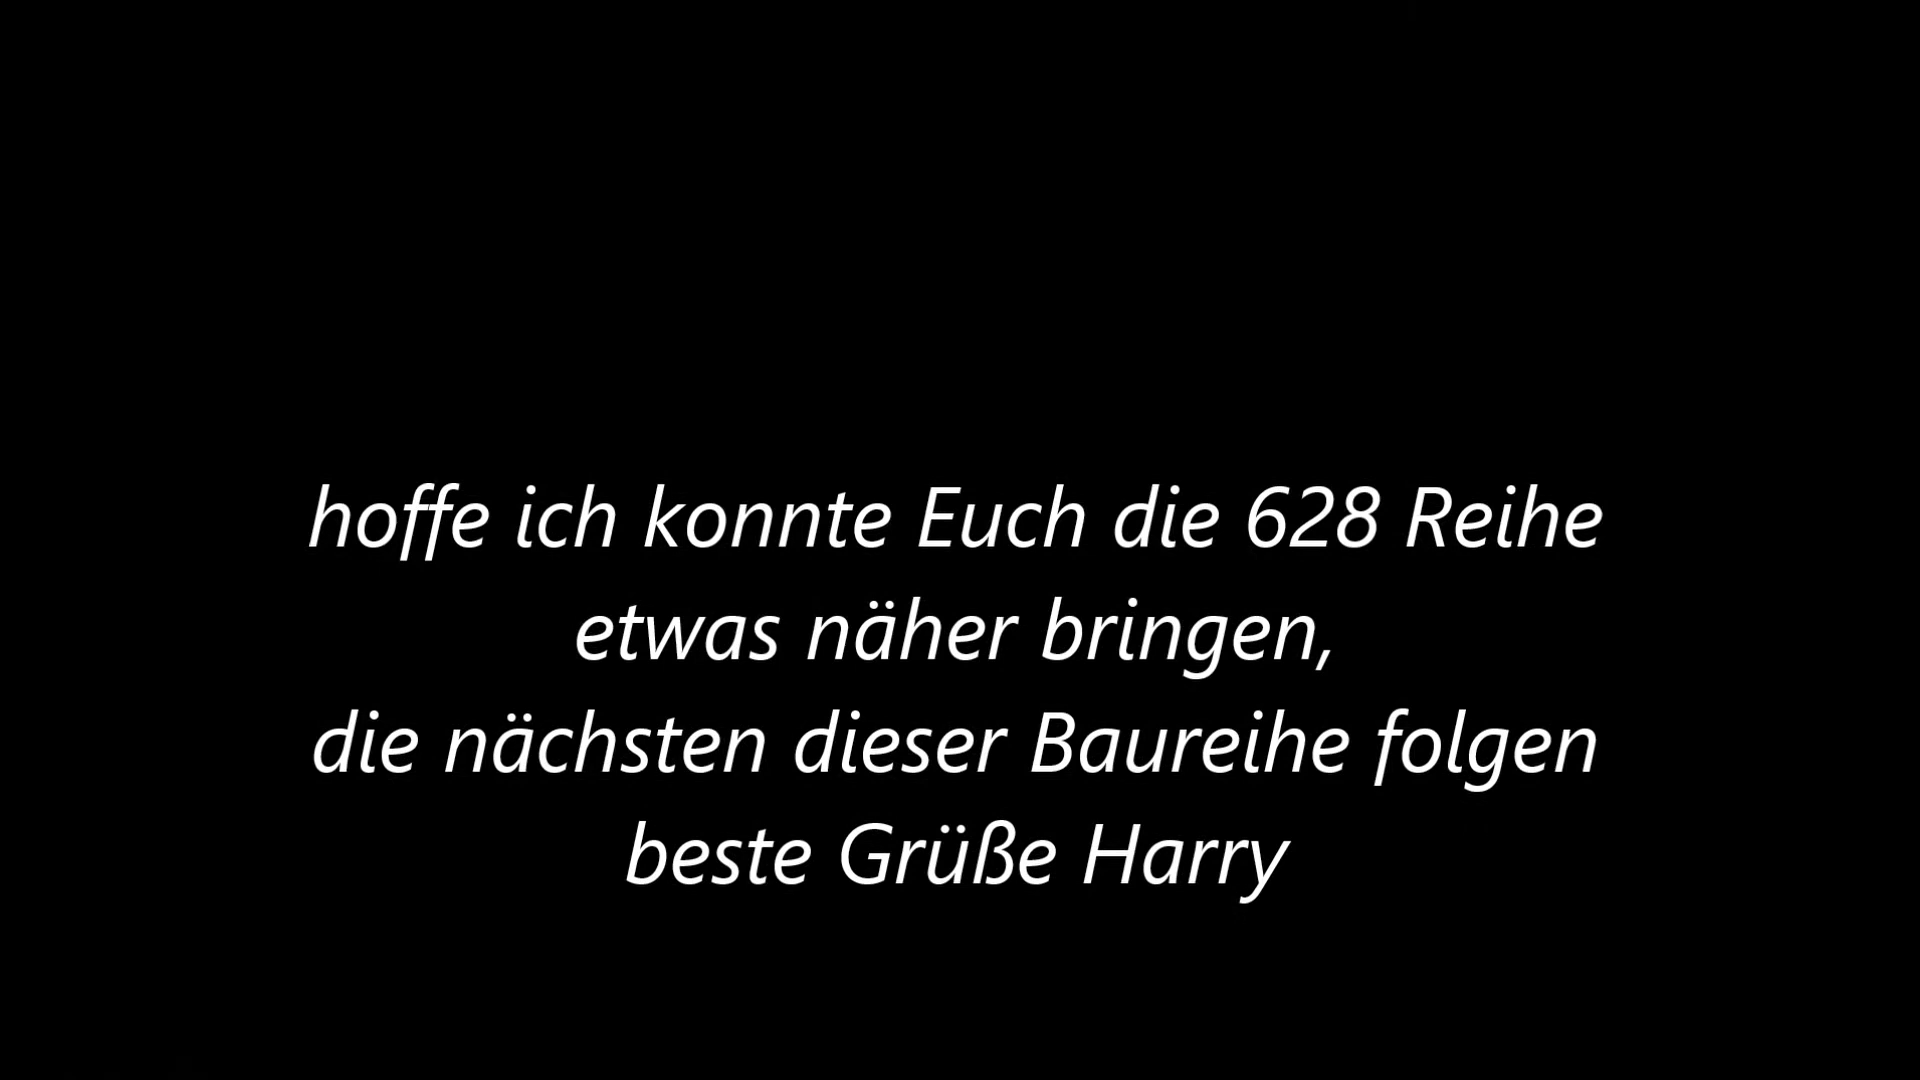 hoffe ich konnte Euch die 628 Reihe
etwas näher bringen,
die nächsten dieser Baureihe folgen
beste Grüße Harry